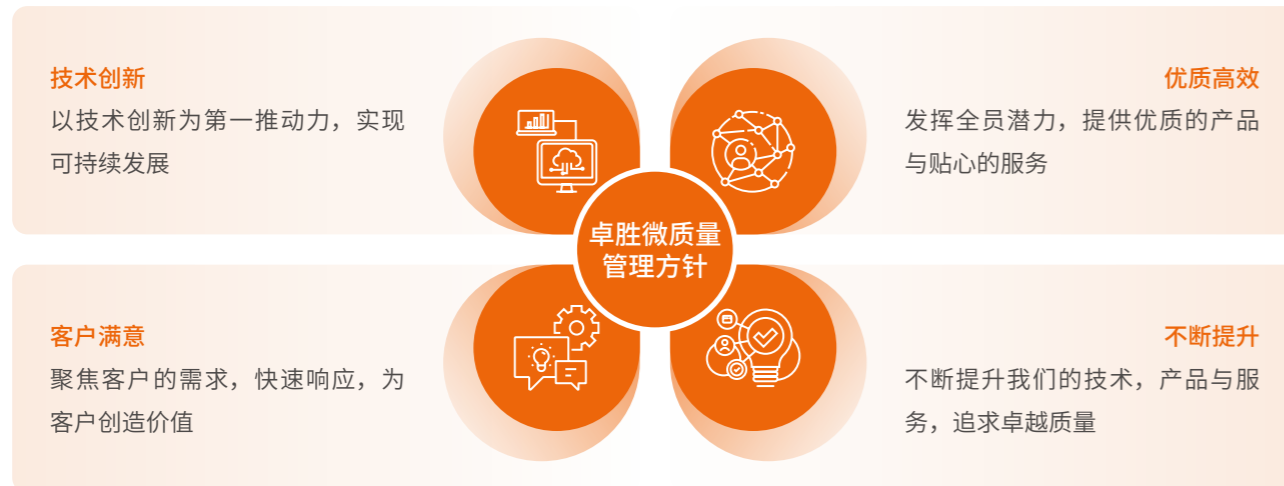 技术创新
以技术创新为第一推动力，实现
可持续发展
优质高效
发挥全员潜力，提供优质的产品
与贴心的服务
卓胜微质量
管理方针
客户满意
聚焦客户的需求，快速响应，为
客户创造价值
不断提升
不断提升我们的技术，产品与服
务，追求卓越质量